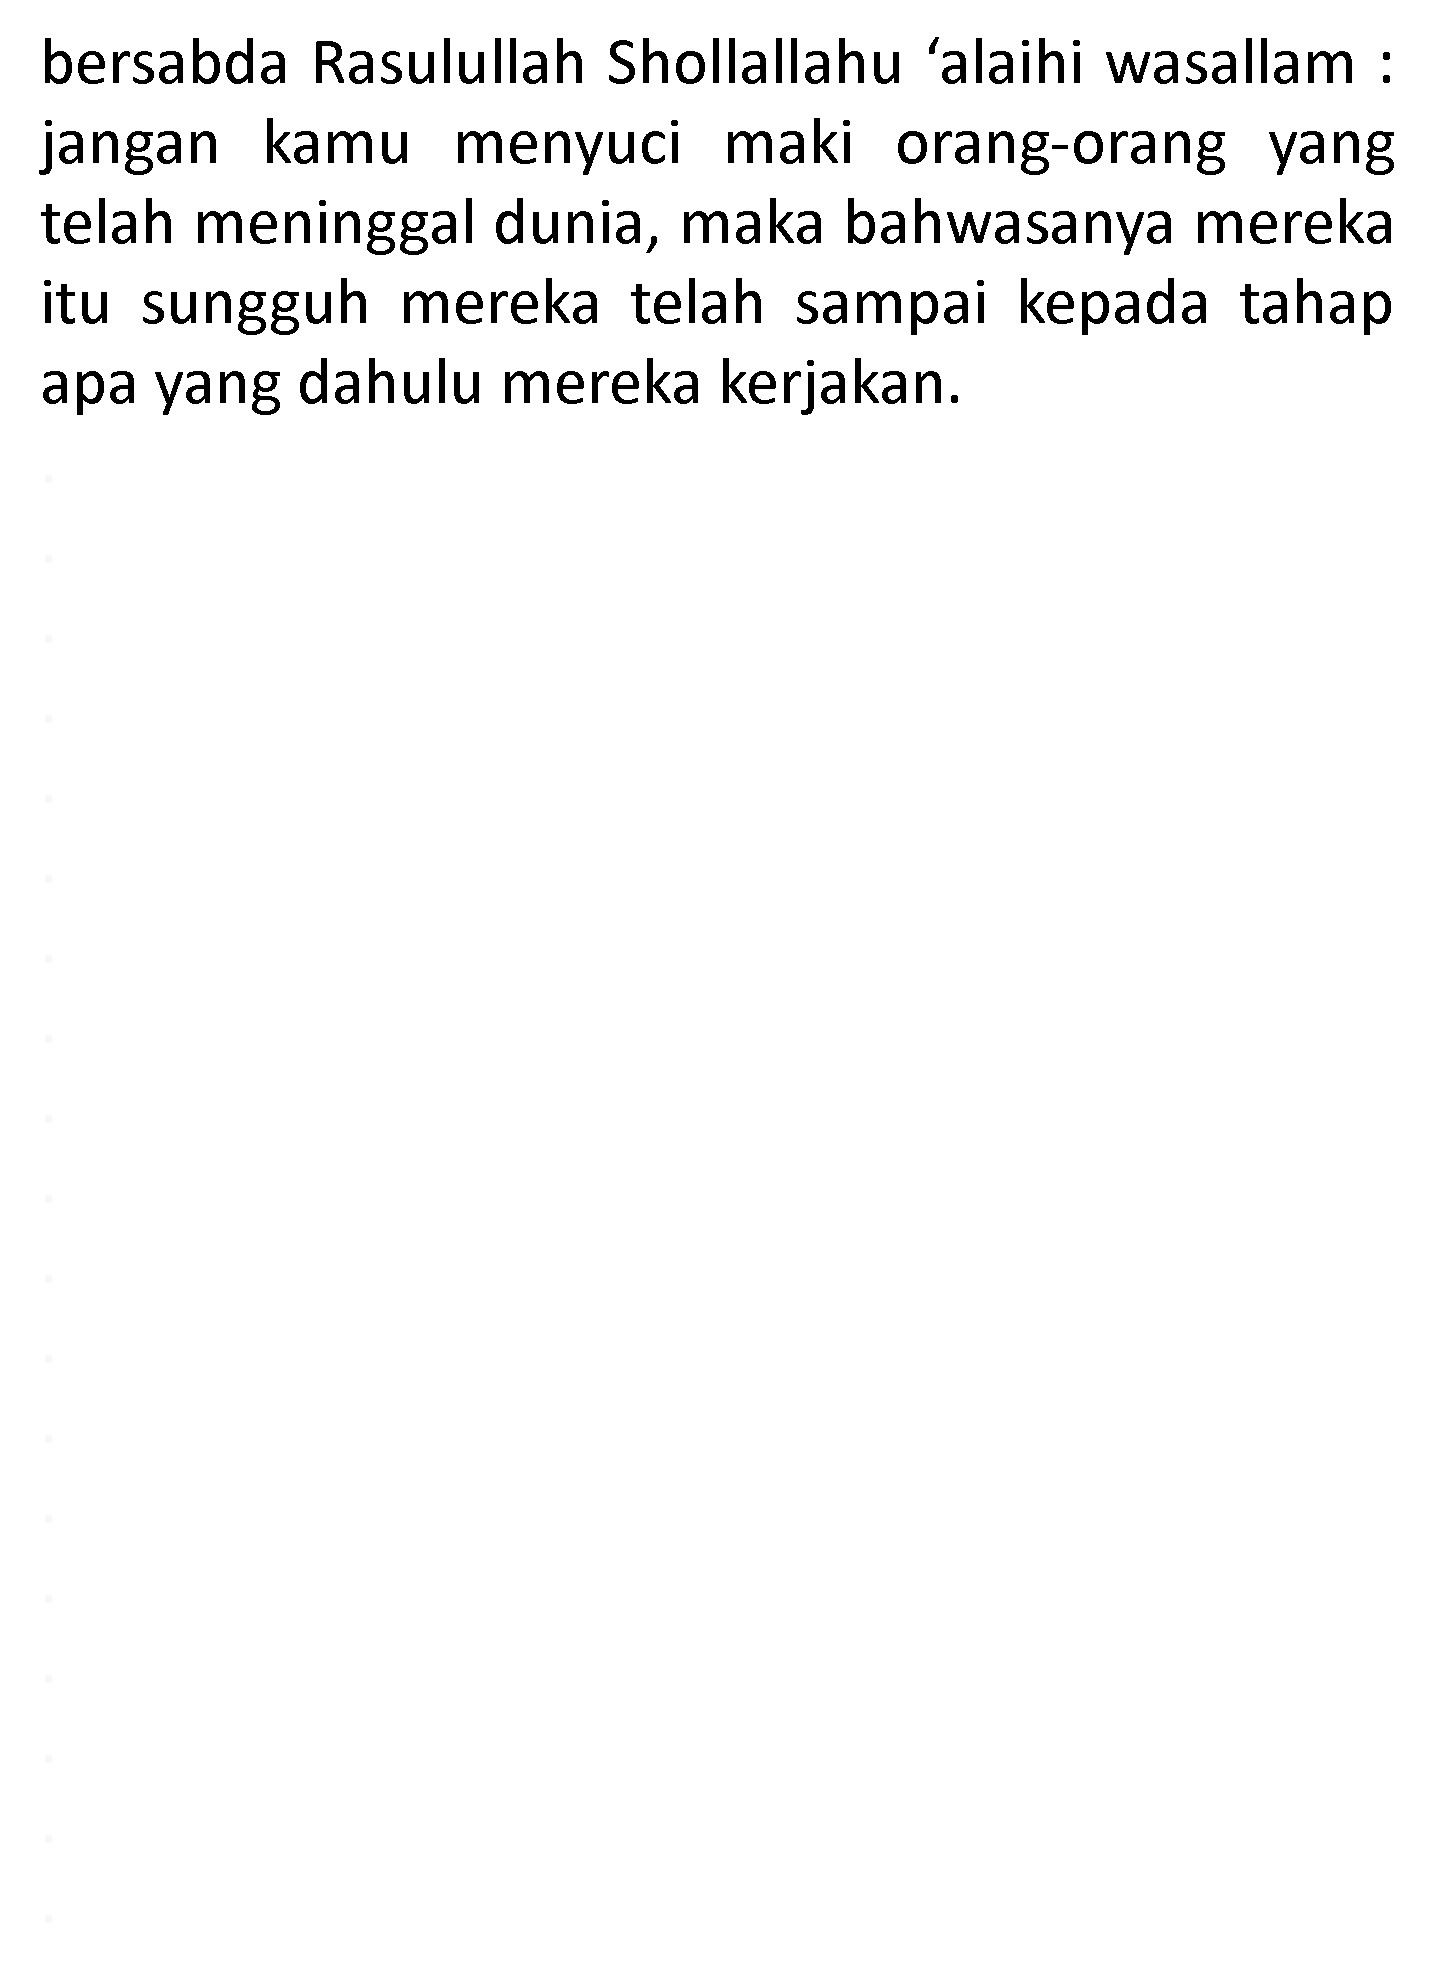 bersabda Rasulullah Shollallahu ‘alaihi wasallam :
jangan kamu menyuci maki orang-orang yang
telah meninggal dunia, maka bahwasanya mereka
itu sungguh mereka telah sampai kepada tahap
apa yang dahulu mereka kerjakan.